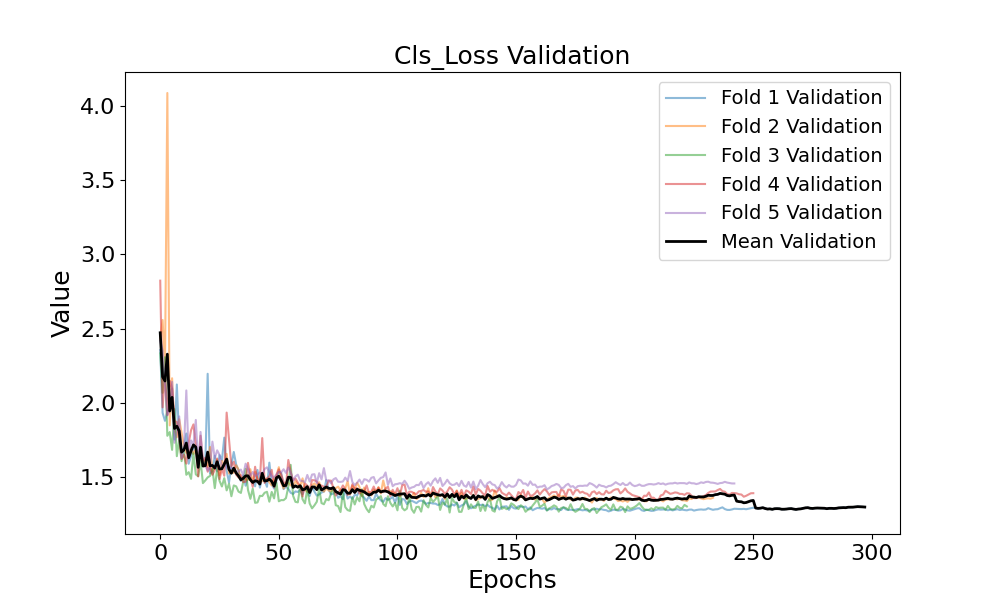 Cls_Loss Validation
Value
4.0
3.5
3.0
2.5
2.0
1.5
Fold 1 Validation
Fold 2 Validation
Fold 3 Validation
Fold 4 Validation
Fold 5 Validation
Mean Validation
0 50 100 150 200 250 300
Epochs